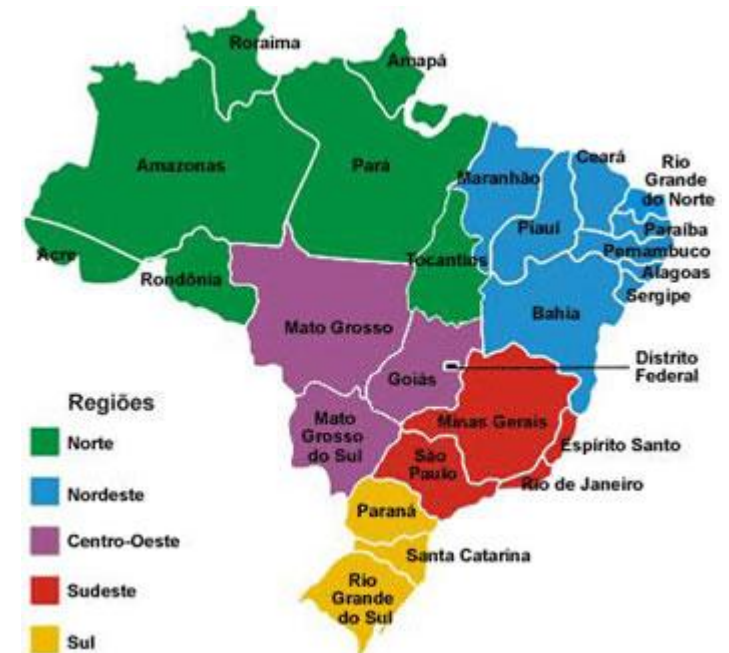 Roraima
Amapá
Amazonas
Pará
Maranhão
Ceará
Rio
Grande
do Norte
Piauí
Paraíba
Pernambuco
Alagoas
Sergipe
Acre
Rondônia
Tocantins
Bahia
Mato Grosso
Goiás
Distrito
Federal
Mato
Grosso
do Sul
Minas Gerais
Espírito Santo
São
Paulo
Rio de Janeiro
Paraná
Santa Catarina
Rio
Grande
do Sul
Regiões
Norte
Nordeste
Centro-Oeste
Sudeste
Sul